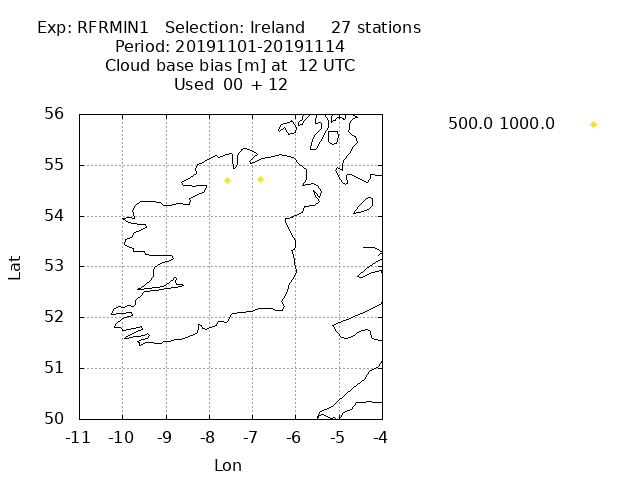 Exp: RFRMIN1   Selection: Ireland     27 stations
Period: 20191101-20191114
Cloud base bias [m] at  12 UTC
Used  00 + 12
500.0 1000.0
56
55
54
53
52
51
50
Lat
-11 -10 -9 -8 -7 -6 -5 -4
Lon